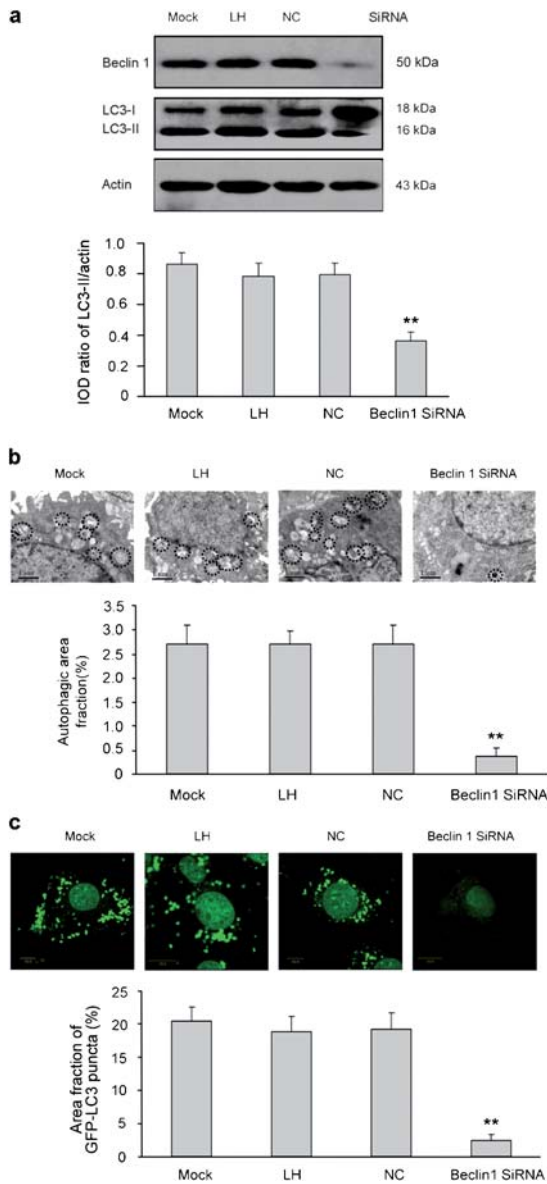 a
Mock LH NC SiRNA
Beclin 1 50 kDa
LC3-I 18 kDa
LC3-II 16 kDa
Actin 43 kDa
IOD ratio of LC3-II/actin
1.0
0.8
0.6
0.4
0.2
0
**
Mock LH NC Beclin1 SiRNA
b
Mock LH NC Beclin 1 SiRNA
Autophagic area
fraction(%)
3.5
3.0
2.5
2.0
1.5
1.0
0.5
0
**
Mock LH NC Beclin1 SiRNA
c
Mock LH NC Beclin 1 SiRNA
Area fraction of
GFP-LC3 puncta (%)
25
20
15
10
5
0
**
Mock LH NC Beclin1 SiRNA